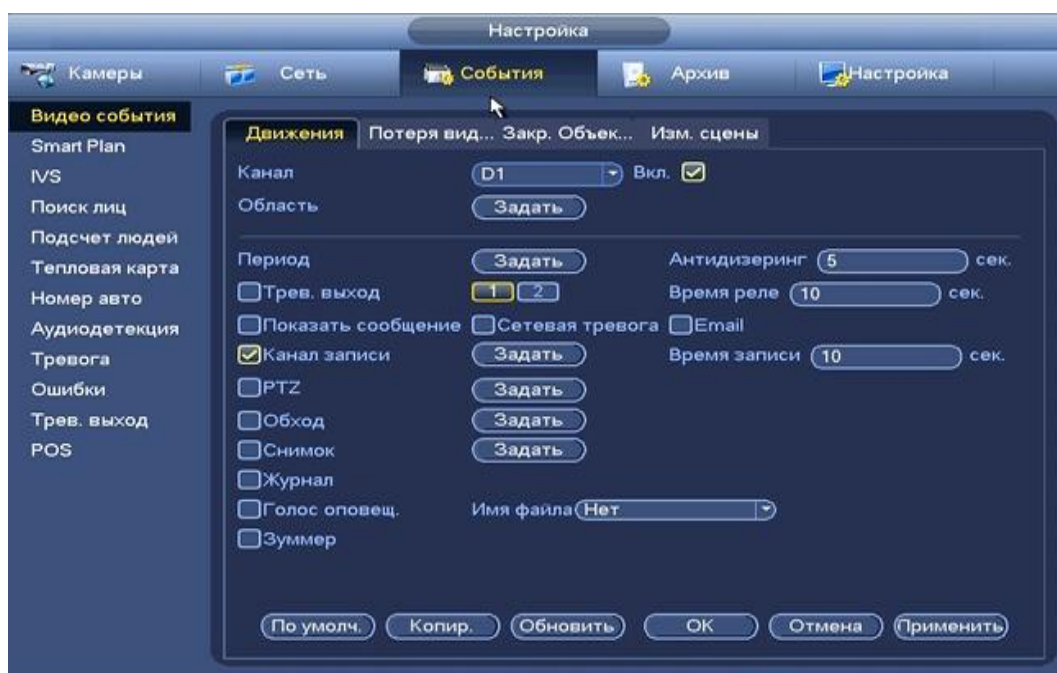 Настройка
Камеры Сеть События Архив Настройка
Видео события
Smart Plan
IVS
Поиск лиц
Подсчет людей
Тепловая карта
Номер авто
Аудиодетекция
Тревога
Ошибки
Трев. выход
POS
Движения Потеря вид... Закр. Объек... Изм. сцены
Канал D1 Вкл.
Область Задать
Период Задать Антидизеринг 5 сек.
Трев. выход 1 2 Время реле 10 сек.
Показать сообщение Сетевая тревога Email
Канал записи Задать Время записи 10 сек.
PTZ Задать
Обход Задать
Снимок Задать
Журнал
Голос оповещ. Имя файла Нет
Зуммер
По умолч. Копир. Обновить OK Отмена Применить